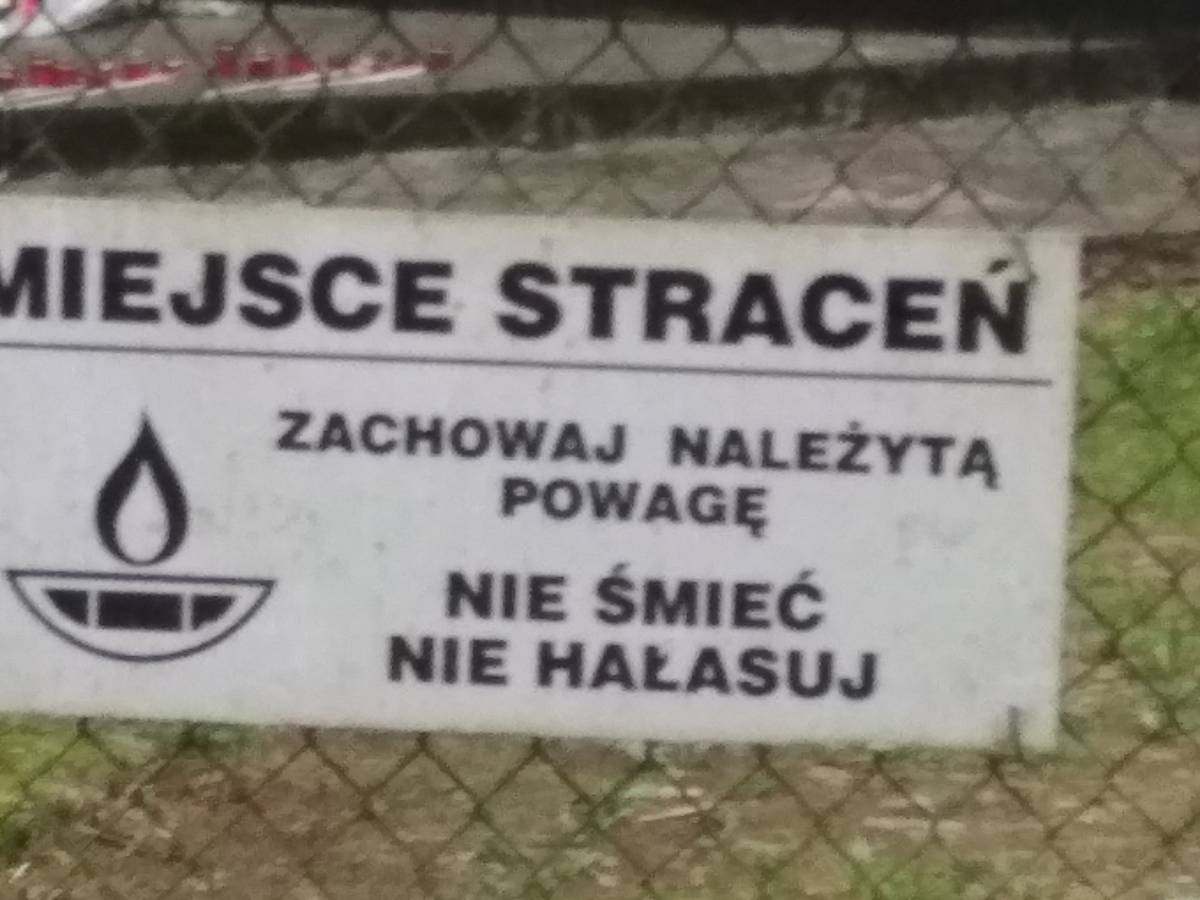 MIEJSCE STRACEŃ
ZACHOWAJ NALEŻYTĄ
POWAGĘ
NIE ŚMIEĆ
NIE HAŁASUJ